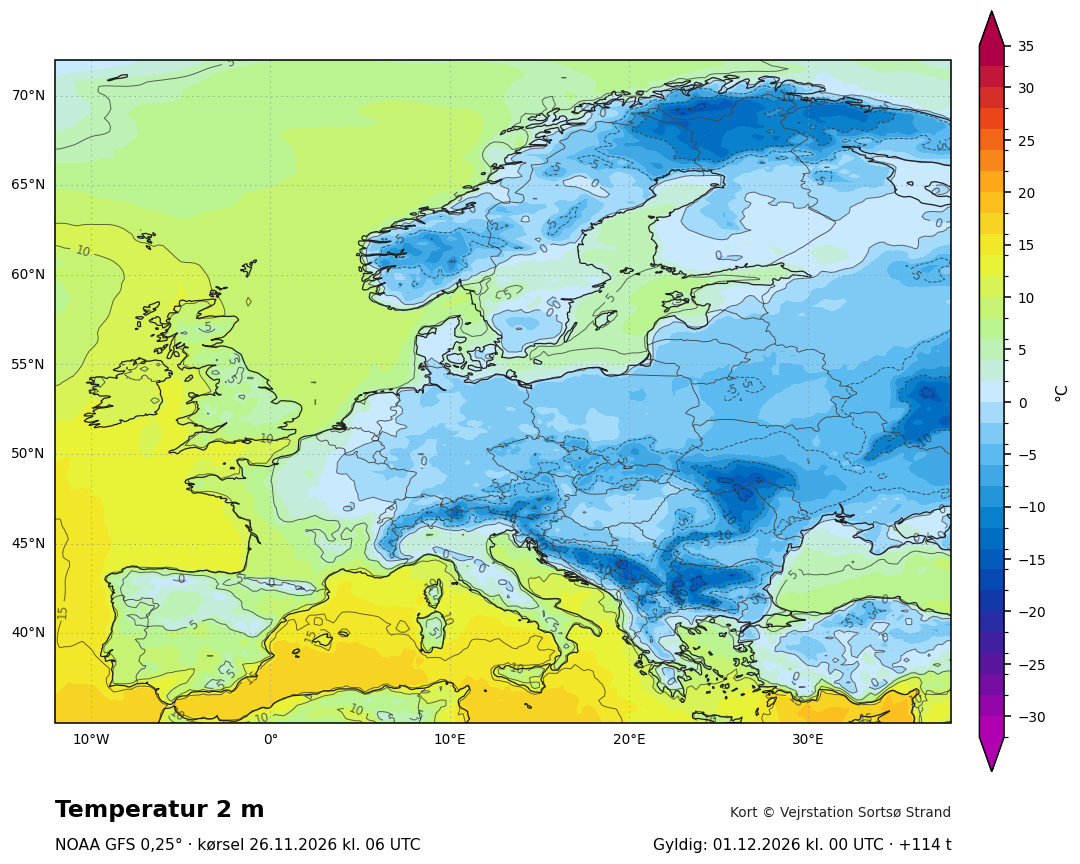 70°N
65°N
60°N
55°N
50°N
45°N
40°N
10°W
0°
10°E
20°E
30°E
35
30
25
20
15
10
5
0
−5
−10
−15
−20
−25
−30
°C
Temperatur 2 m
Kort © Vejrstation Sortsø Strand
NOAA GFS 0,25° · kørsel 26.11.2026 kl. 06 UTC
Gyldig: 01.12.2026 kl. 00 UTC · +114 t